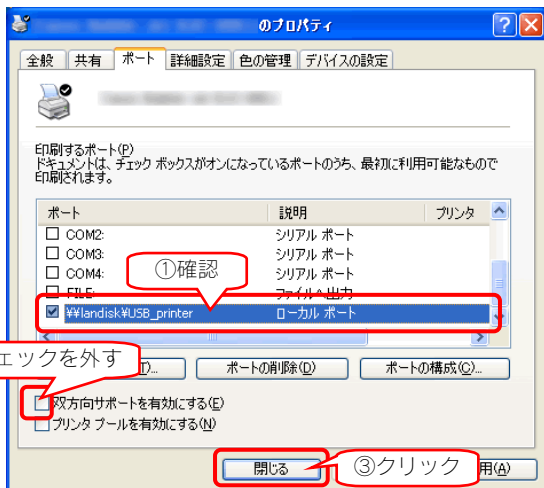 のプロパティ
全般 共有 ポート 詳細設定 色の管理 デバイスの設定
印刷するポート(P)
ドキュメントは、チェック ボックスがオンになっているポートのうち、最初に利用可能なもので
印刷されます。
ポート 説明 プリンタ
COM2: シリアル ポート
COM3: シリアル ポート
COM4: シリアル ポート
①確認
FILE: ファイルへ出力
¥¥landisk¥USB_printer ローカル ポート
ェックを外す
ポートの削除(D) ポートの構成(C)...
双方向サポートを有効にする(E)
プリンタ プールを有効にする(N)
閉じる ③クリック 用(A)